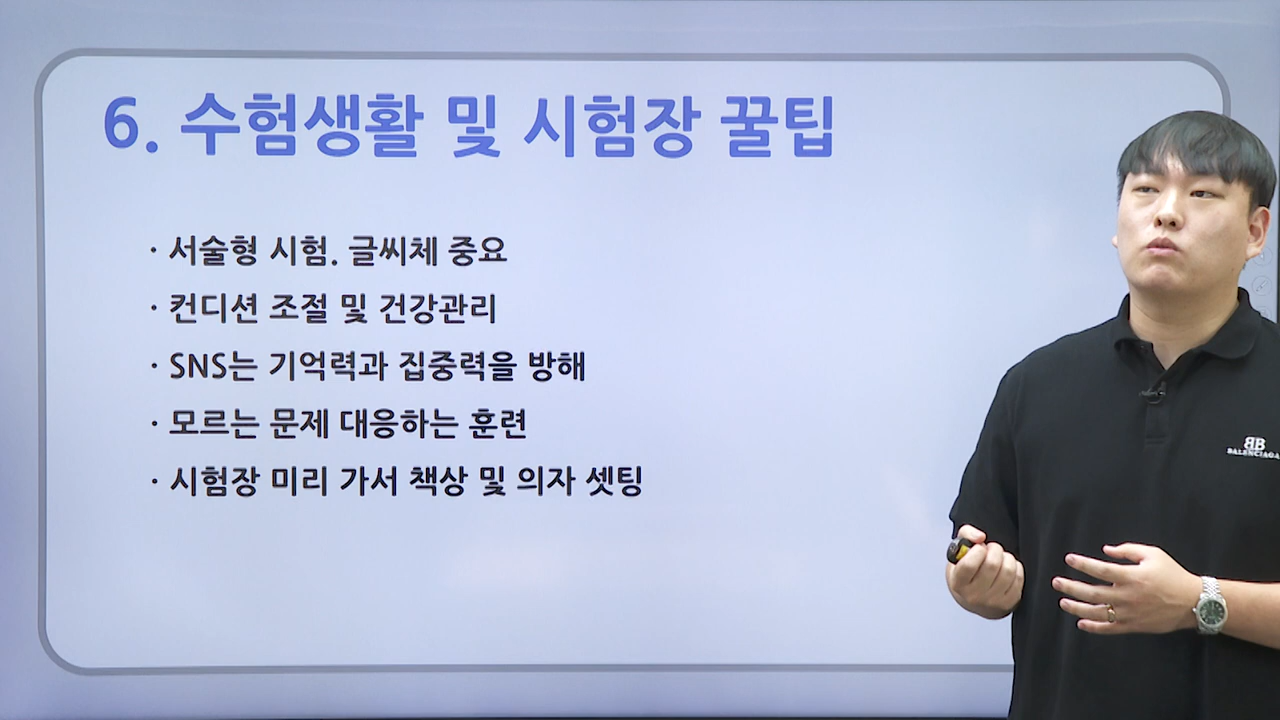 6. 수험생활 및 시험장 꿀팁
· 서술형 시험. 글씨체 중요
· 컨디션 조절 및 건강관리
· SNS는 기억력과 집중력을 방해
· 모르는 문제 대응하는 훈련
· 시험장 미리 가서 책상 및 의자 셋팅
BB
BALENCIAGA